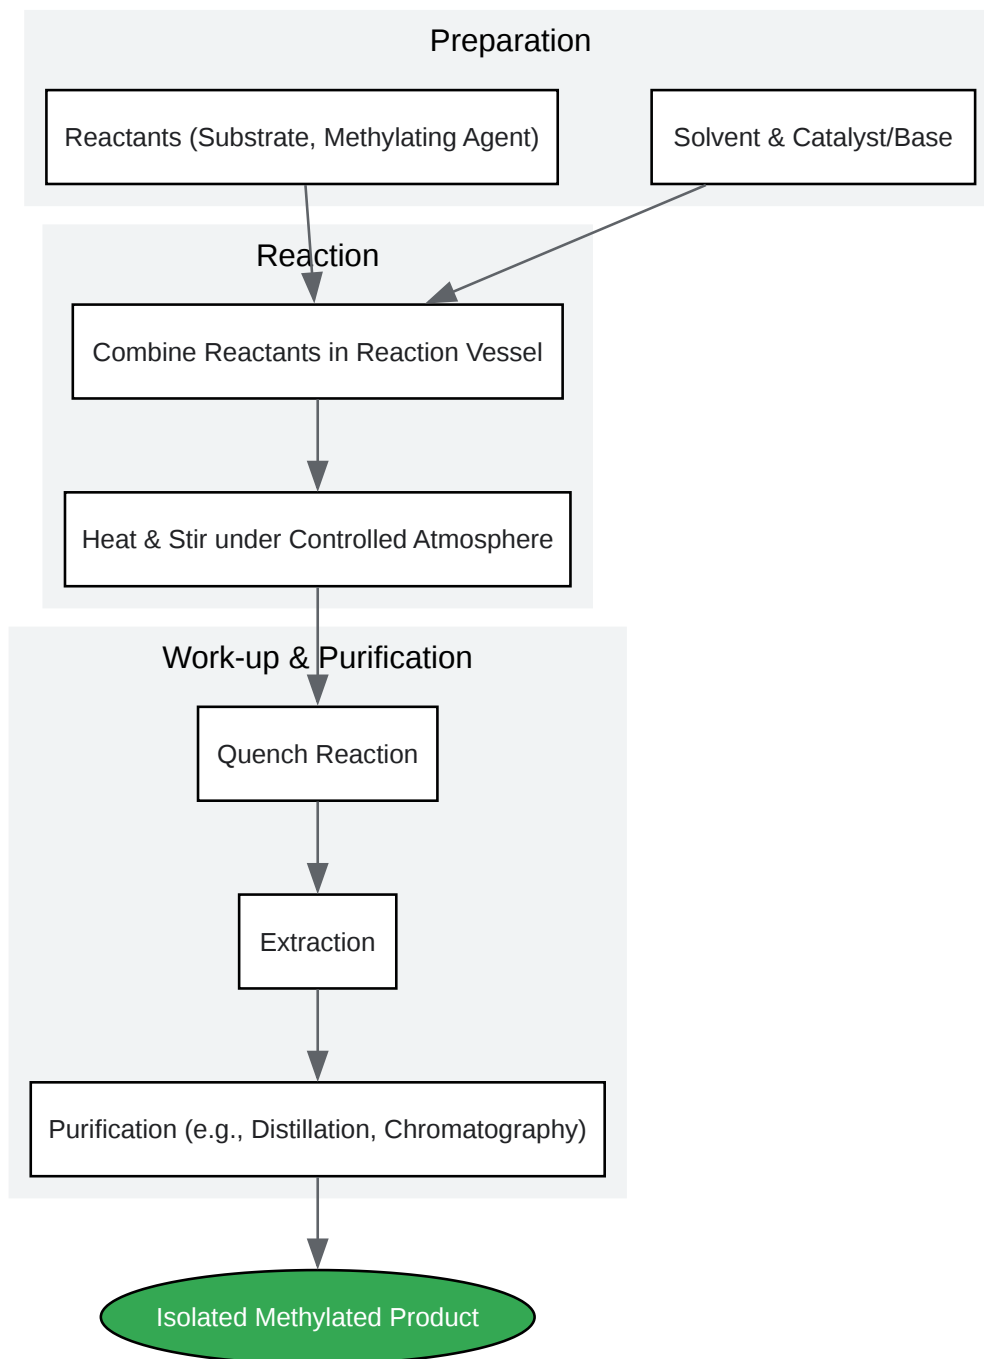 Preparation
Reactants (Substrate, Methylating Agent)
Solvent & Catalyst/Base
Reaction
Combine Reactants in Reaction Vessel
Heat & Stir under Controlled Atmosphere
Work-up & Purification
Quench Reaction
Extraction
Purification (e.g., Distillation, Chromatography)
Isolated Methylated Product